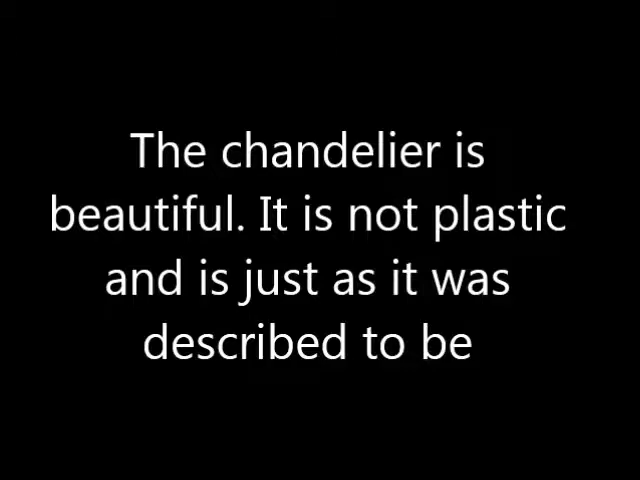 The chandelier is
beautiful. It is not plastic
and is just as it was
described to be